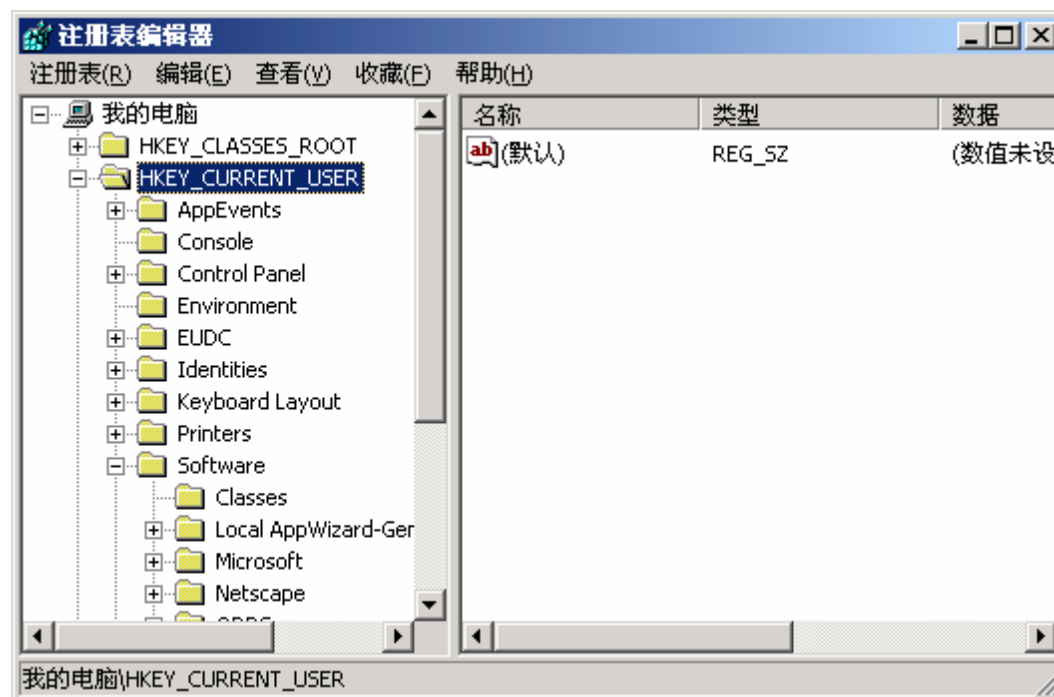 注册表编辑器
注册表(R) 编辑(E) 查看(V) 收藏(F) 帮助(H)
我的电脑
HKEY_CLASSES_ROOT
HKEY_CURRENT_USER
AppEvents
Console
Control Panel
Environment
EUDC
Identities
Keyboard Layout
Printers
Software
Classes
Local AppWizard-Ger
Microsoft
Netscape
名称 类型 数据
ab (默认) REG_SZ (数值未设
我的电脑\HKEY_CURRENT_USER